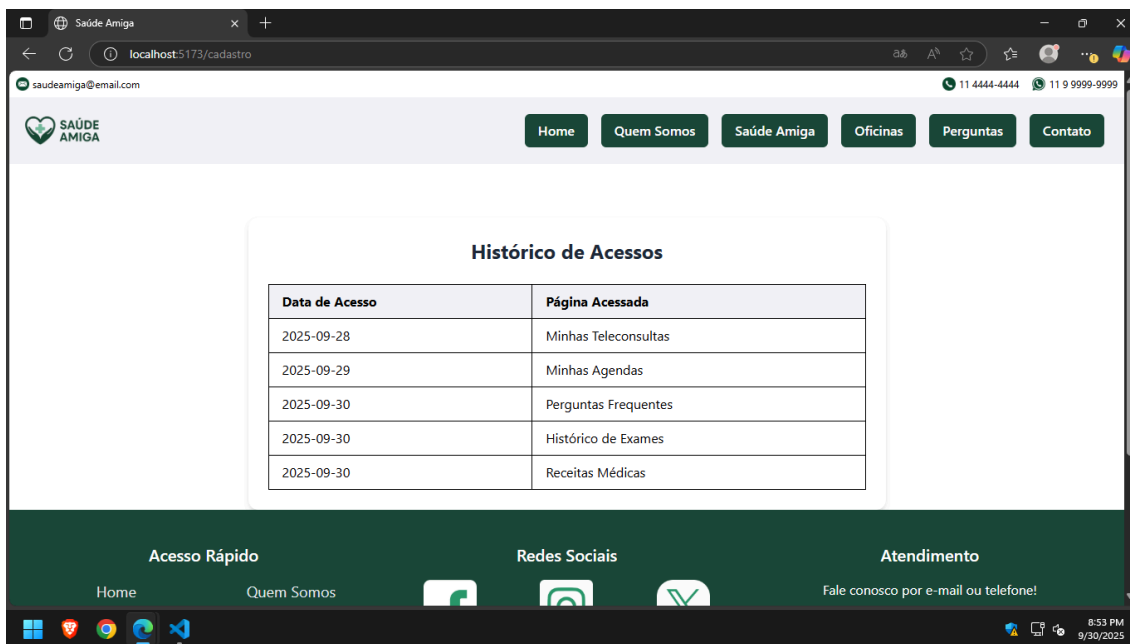 Saúde Amiga
localhost:5173/cadastro
saudeamiga@email.com 11 4444-4444 11 9 9999-9999
SAÚDE
AMIGA
Home Quem Somos Saúde Amiga Oficinas Perguntas Contato
Histórico de Acessos
Data de Acesso Página Acessada
2025-09-28 Minhas Teleconsultas
2025-09-29 Minhas Agendas
2025-09-30 Perguntas Frequentes
2025-09-30 Histórico de Exames
2025-09-30 Receitas Médicas
Acesso Rápido Redes Sociais Atendimento
Home Quem Somos Fale conosco por e-mail ou telefone!
8:53 PM
9/30/2025